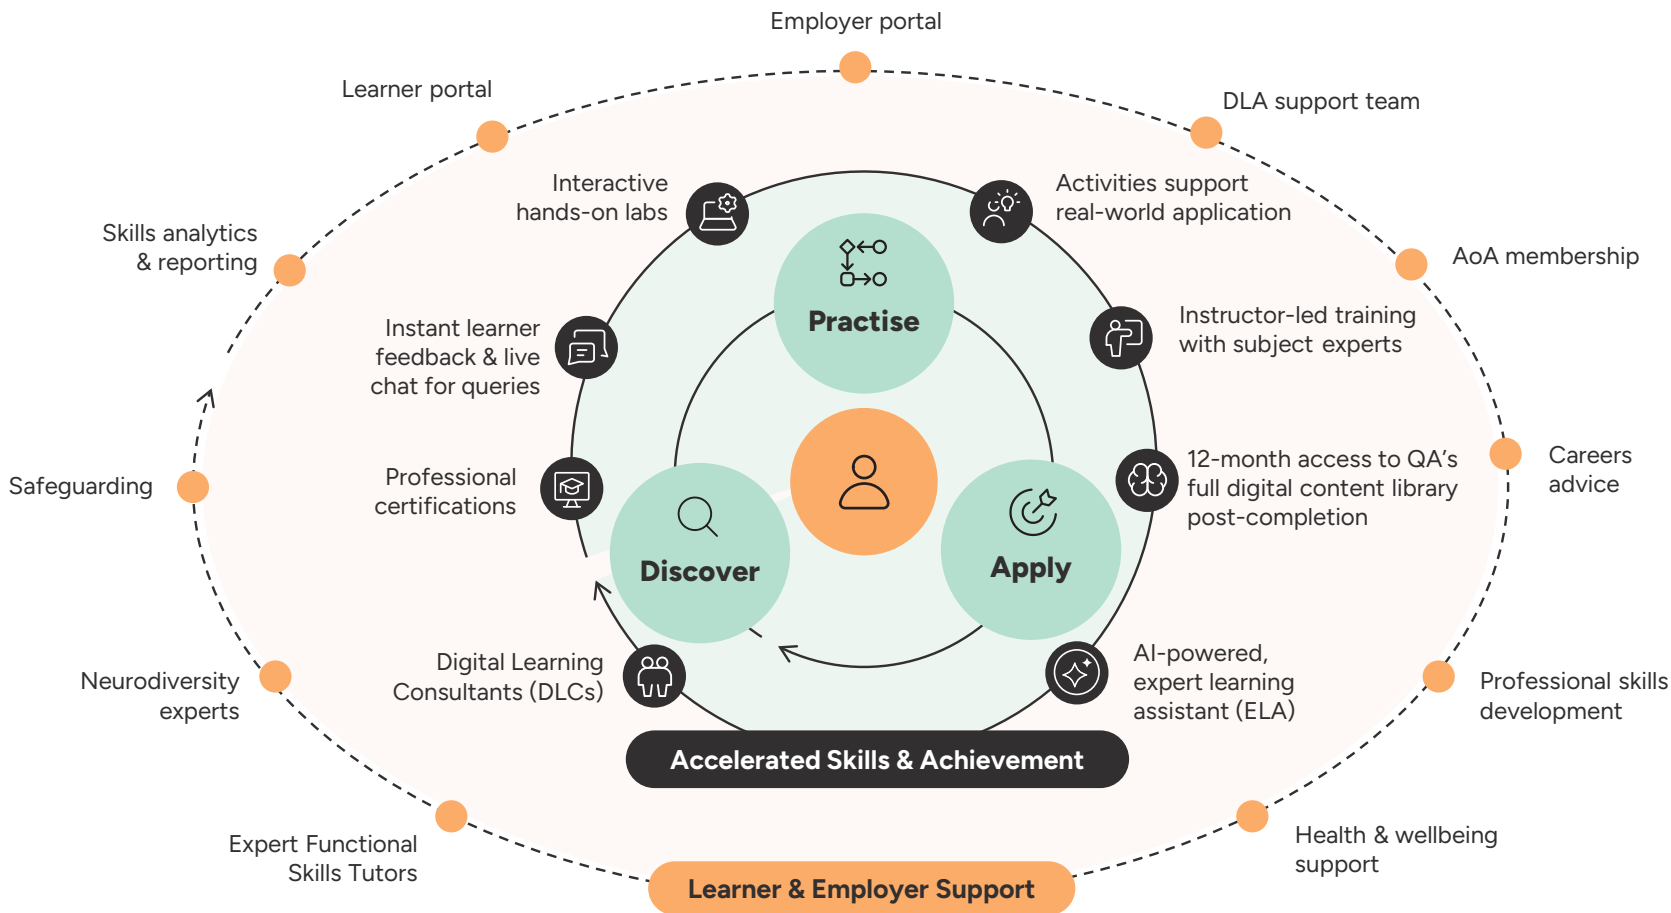 Employer portal
Learner portal
DLA support team
Interactive
hands-on labs
Activities support
real-world application
Skills analytics
& reporting
AoA membership
Practise
Instant learner
feedback & live
chat for queries
Instructor-led training
with subject experts
Professional
certifications
12-month access to QA’s
full digital content library
post-completion
Careers
advice
Safeguarding
Discover
Apply
Digital Learning
Consultants (DLCs)
AI-powered,
expert learning
assistant (ELA)
Neurodiversity
experts
Professional skills
development
Accelerated Skills & Achievement
Expert Functional
Skills Tutors
Health & wellbeing
support
Learner & Employer Support